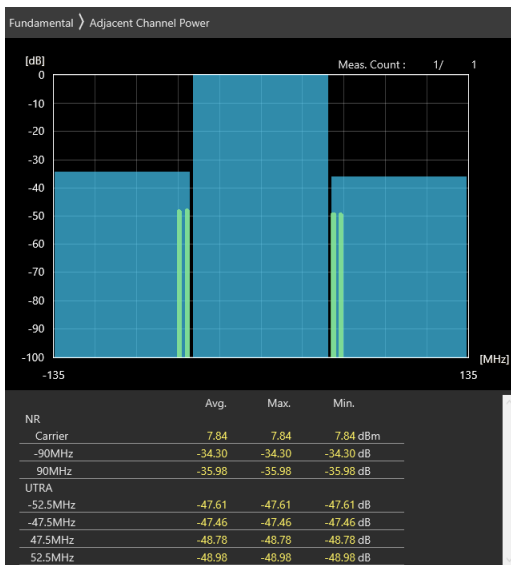 Fundamental 〉 Adjacent Channel Power
[dB]
Meas. Count : 1/ 1
0
-10
-20
-30
-40
-50
-60
-70
-80
-90
-100
[MHz]
-135 135
Avg. Max. Min.
NR
Carrier 7.84 7.84 7.84 dBm
-90MHz -34.30 -34.30 -34.30 dB
90MHz -35.98 -35.98 -35.98 dB
UTRA
-52.5MHz -47.61 -47.61 -47.61 dB
-47.5MHz -47.46 -47.46 -47.46 dB
47.5MHz -48.78 -48.78 -48.78 dB
52.5MHz -48.98 -48.98 -48.98 dB